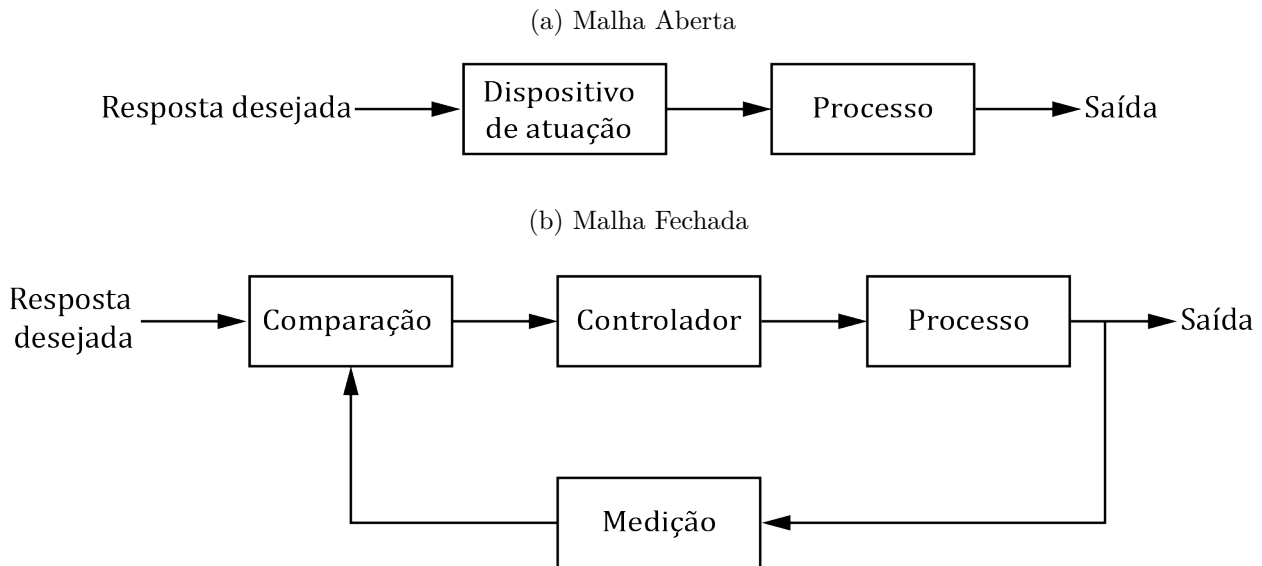 (a) Malha Aberta
Resposta desejada
Dispositivo
de atuação
Processo
Saída
(b) Malha Fechada
Resposta
desejada
Comparação
Controlador
Processo
Saída
Medição